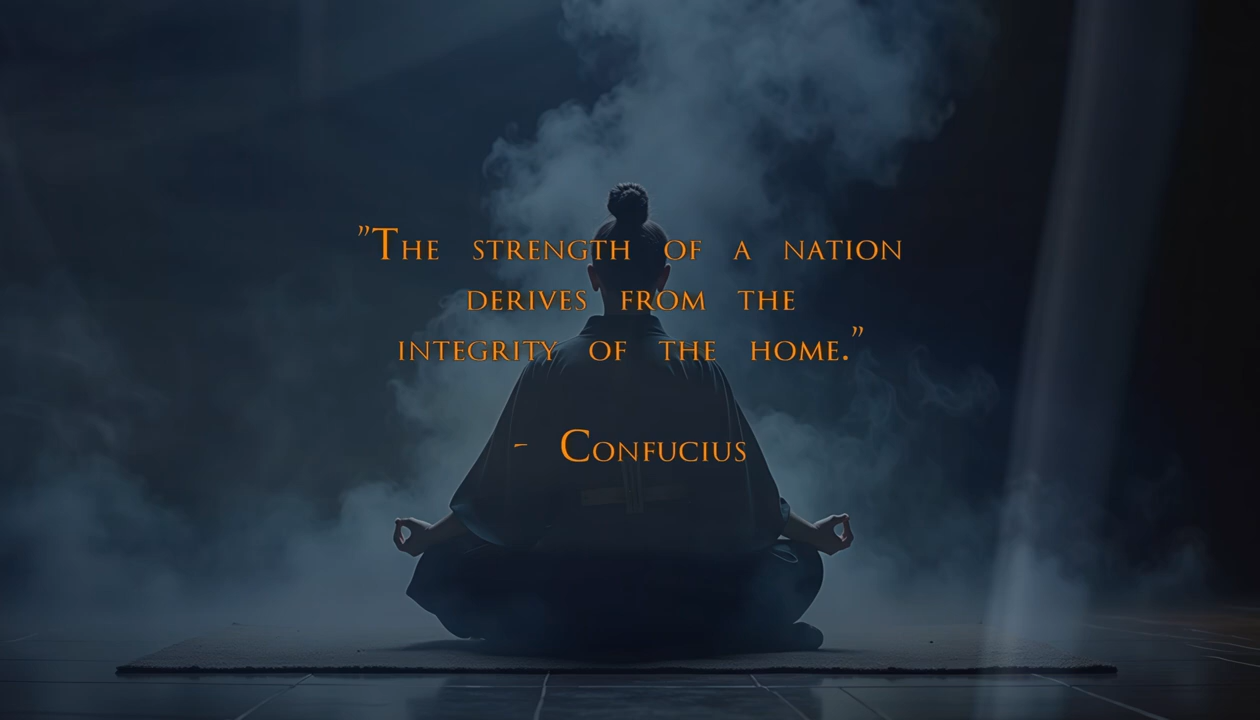 "The strength of a nation
derives from the
integrity of the home."
- Confucius